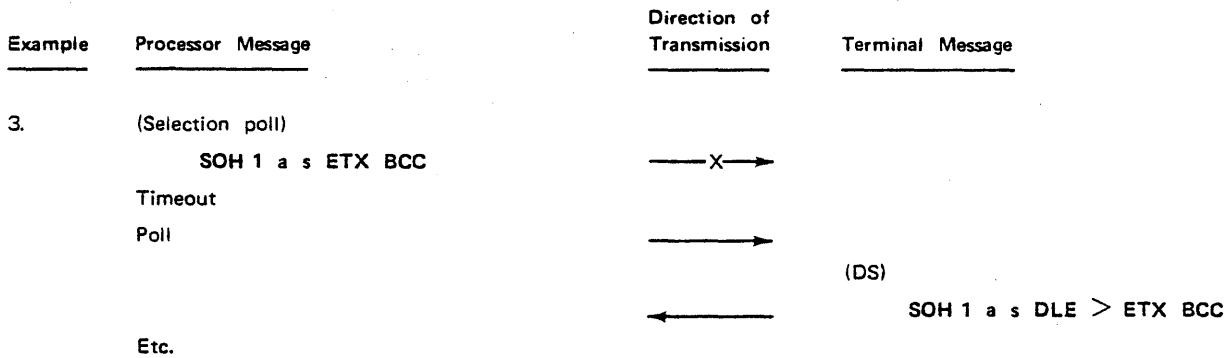 Direction of
Example Processor Message Transmission Terminal Message
3. (Selection poll)
SOH 1 a s ETX BCC X
Timeout
Poll
(DS)
SOH 1 a s DLE > ETX BCC
Etc.